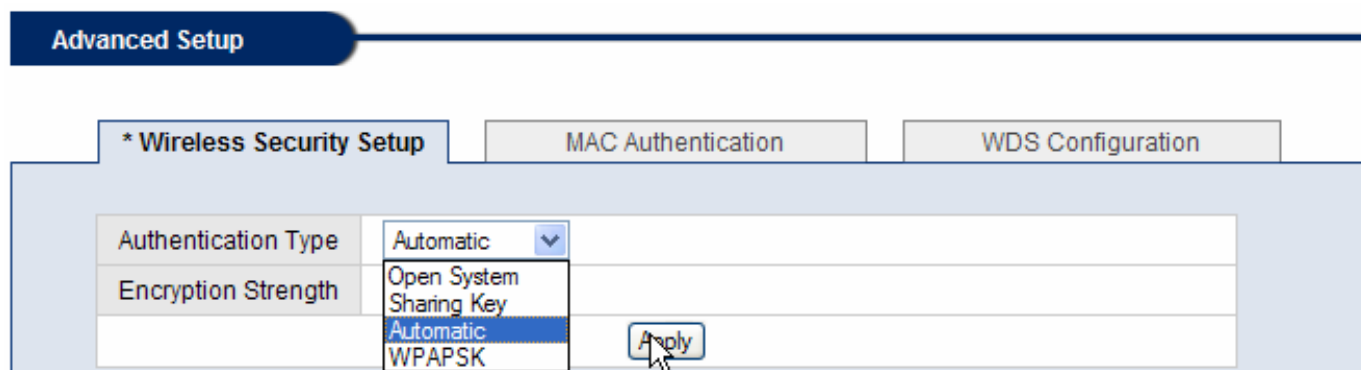 Advanced Setup
* Wireless Security Setup
MAC Authentication
WDS Configuration
Authentication Type
Automatic
Encryption Strength
Open System
Sharing Key
Automatic
WPAPSK
Apply